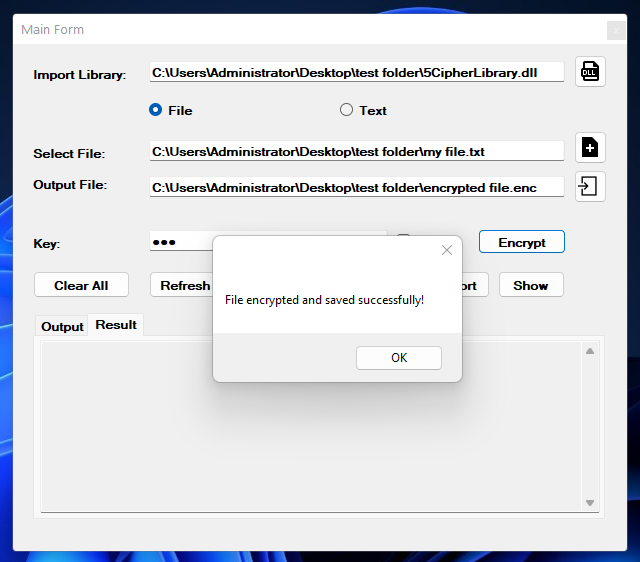 Main Form
Import Library: C:\Users\Administrator\Desktop\test folder\5CipherLibrary.dll
DLL
File Text
Select File: C:\Users\Administrator\Desktop\test folder\my file.txt
Output File: C:\Users\Administrator\Desktop\test folder\encrypted file.enc
Key: ●●● Encrypt
Clear All Refresh ort Show
File encrypted and saved successfully!
OK
Output Result